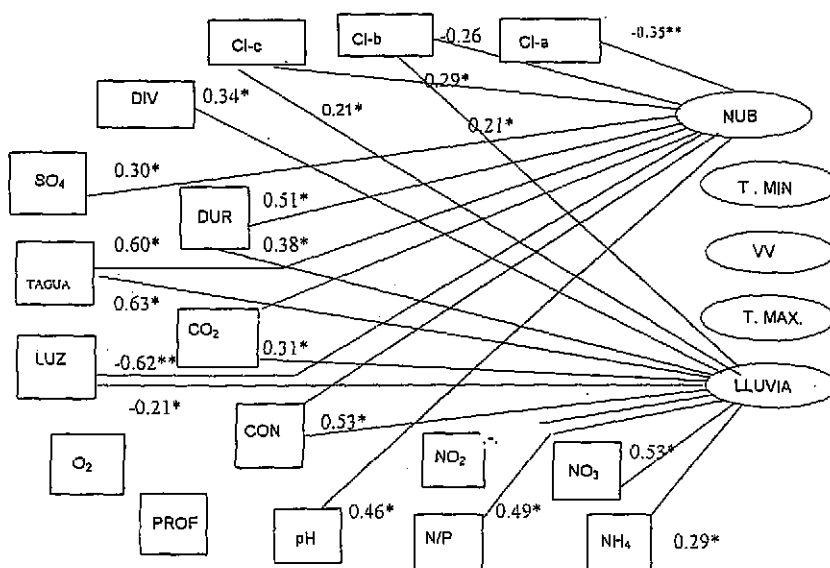 Cl-c
Cl-b
-0.26
Cl-a
-0.35**
DIV
0.34*
0.29*
0.21*
0.21*
NUB
SO₄
0.30*
DUR
0.51*
T . MIN
TAGUA
0.60*
0.38*
VV
0.63*
CO₂
T. MAX.
LUZ
-0.62**
0.31*
LLUVIA
-0.21*
CON
0.53*
O₂
NO₂
NO₃
0.53*
PROF
pH
0.46*
N/P
0.49*
NH₄
0.29*